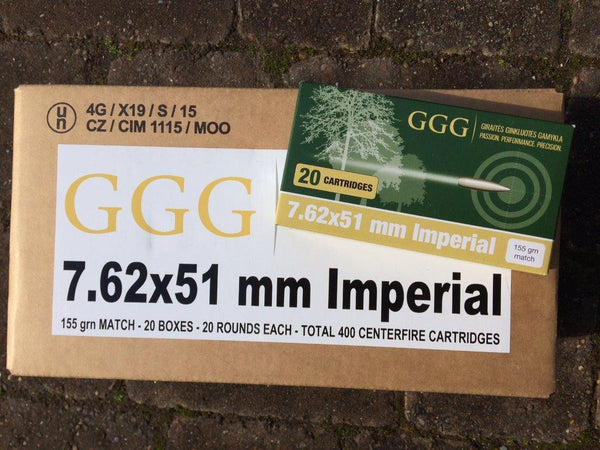 un
4G / X19 / S / 15
CZ / CIM 1115 / MOO
GGG
7.62x51 mm Imperial
155 grn MATCH - 20 BOXES - 20 ROUNDS EACH - TOTAL 400 CENTERFIRE CARTRIDGES
GGG
GIRAITĖS GINKLUOTĖS GAMYKLA
PASSION. PERFORMANCE. PRECISION.
20 CARTRIDGES
7.62x51 mm Imperial
155 grn
match